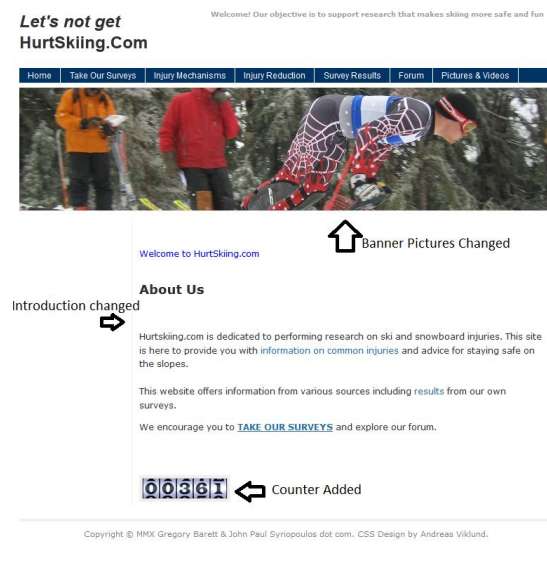 Let's not get
HurtSkiing.Com
Welcome! Our objective is to support research that makes skiing more safe and fun
Home Take Our Surveys Injury Mechanisms Injury Reduction Survey Results Forum Pictures & Videos
Banner Pictures Changed
Welcome to HurtSkiing.com
About Us
Introduction changed
Hurtskiing.com is dedicated to performing research on ski and snowboard injuries. This site
is here to provide you with information on common injuries and advice for staying safe on
the slopes.
This website offers information from various sources including results from our own
surveys.
We encourage you to TAKE OUR SURVEYS and explore our forum.
00361
Counter Added
Copyright © MMX Gregory Barett & John Paul Syriopoulos dot com. CSS Design by Andreas Viklund.